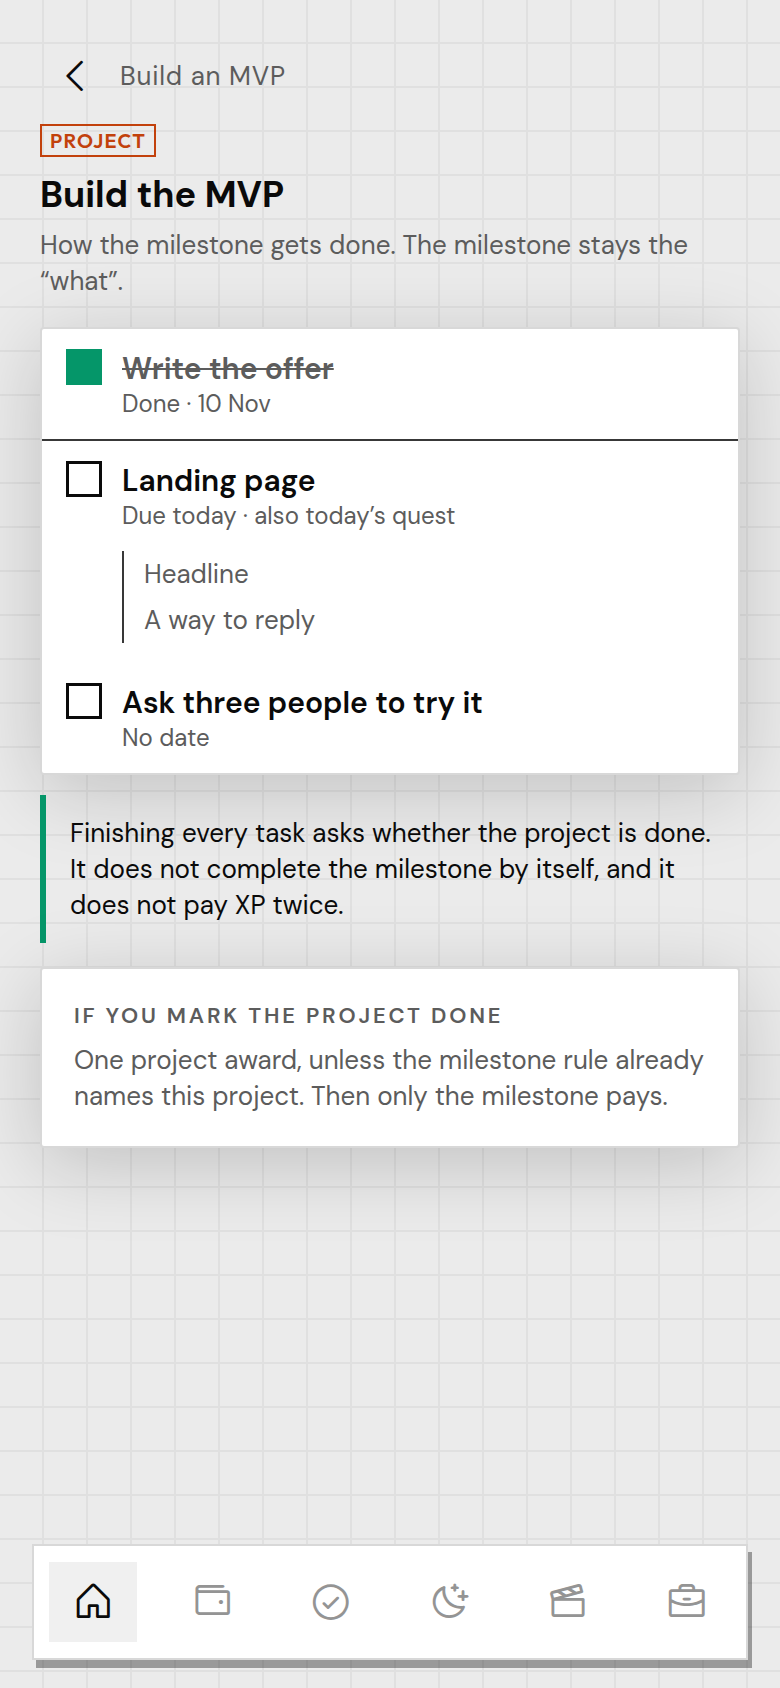 Build an MVP
PROJECT
Build the MVP
How the milestone gets done. The milestone stays the
“what”.
Write the offer
Done · 10 Nov
Landing page
Due today · also today’s quest
Headline
A way to reply
Ask three people to try it
No date
Finishing every task asks whether the project is done.
It does not complete the milestone by itself, and it
does not pay XP twice.
IF YOU MARK THE PROJECT DONE
One project award, unless the milestone rule already
names this project. Then only the milestone pays.